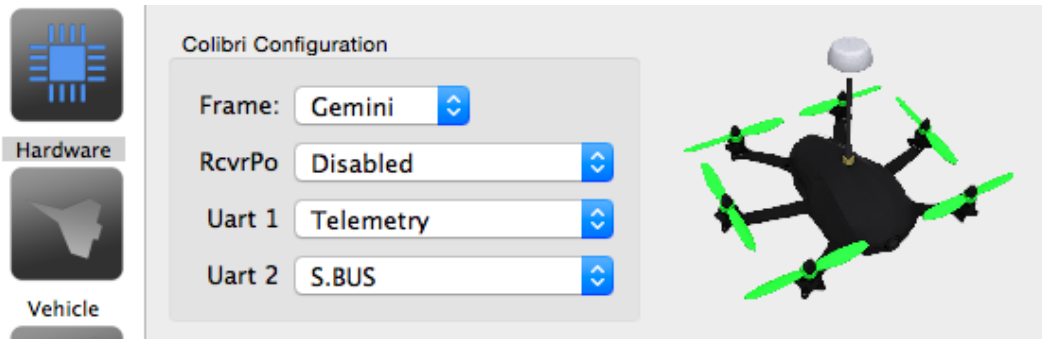 Colibri Configuration
Frame: Gemini
Hardware
RcvrPo Disabled
Uart 1 Telemetry
Uart 2 S.BUS
Vehicle